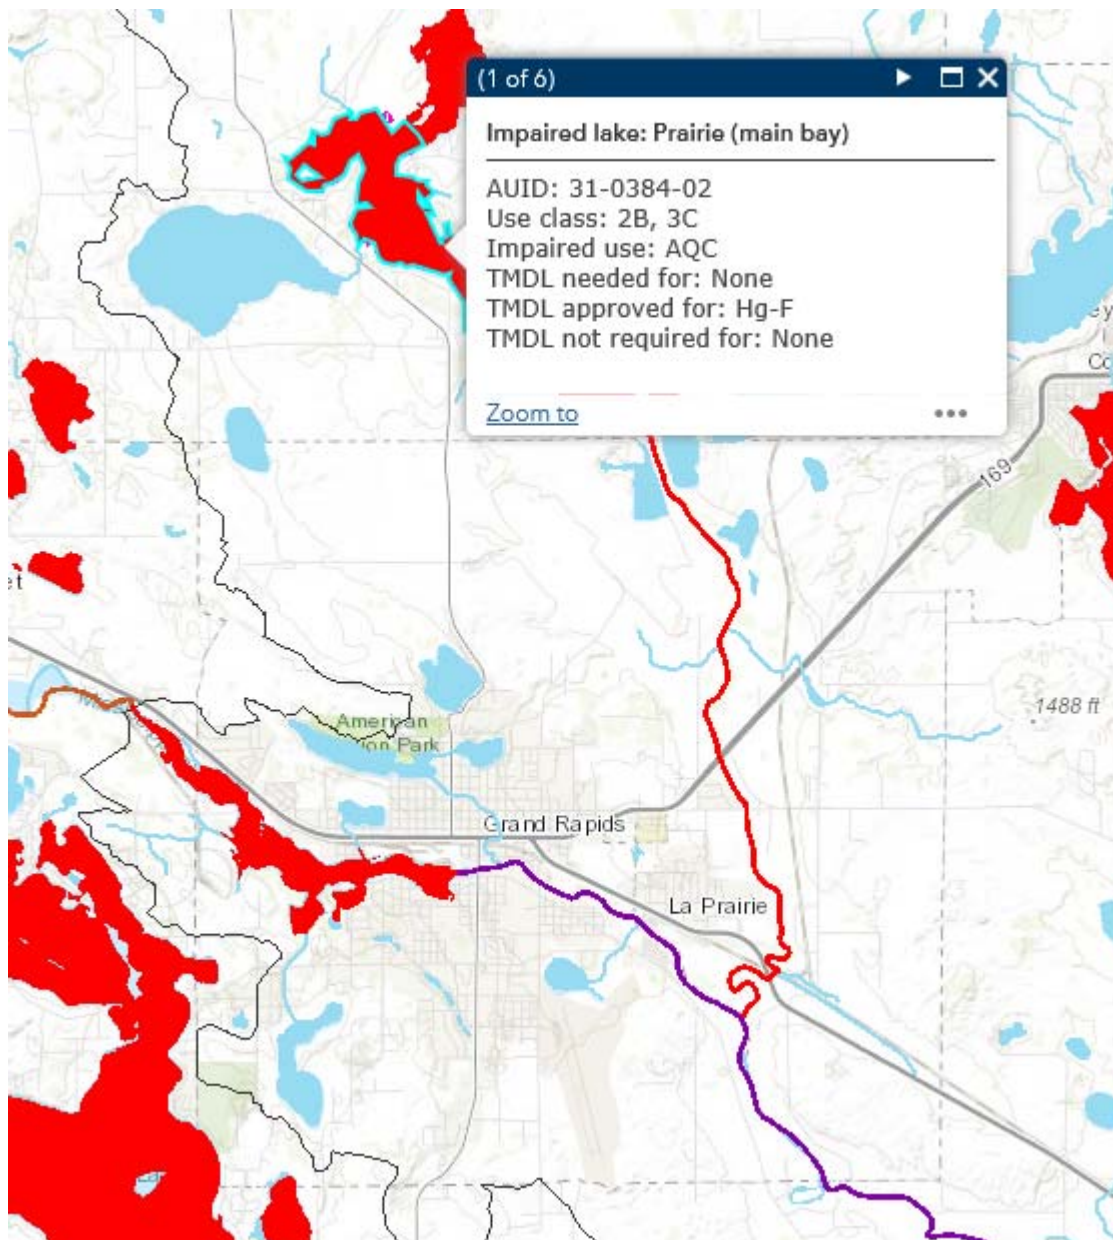 (1 of 6)
Impaired lake: Prairie (main bay)
AUID: 31-0384-02
Use class: 2B, 3C
Impaired use: AQC
TMDL needed for: None
TMDL approved for: Hg-F
TMDL not required for: None
Zoom to
169
1488 ft
American
Park
Grand Rapids
La Prairie